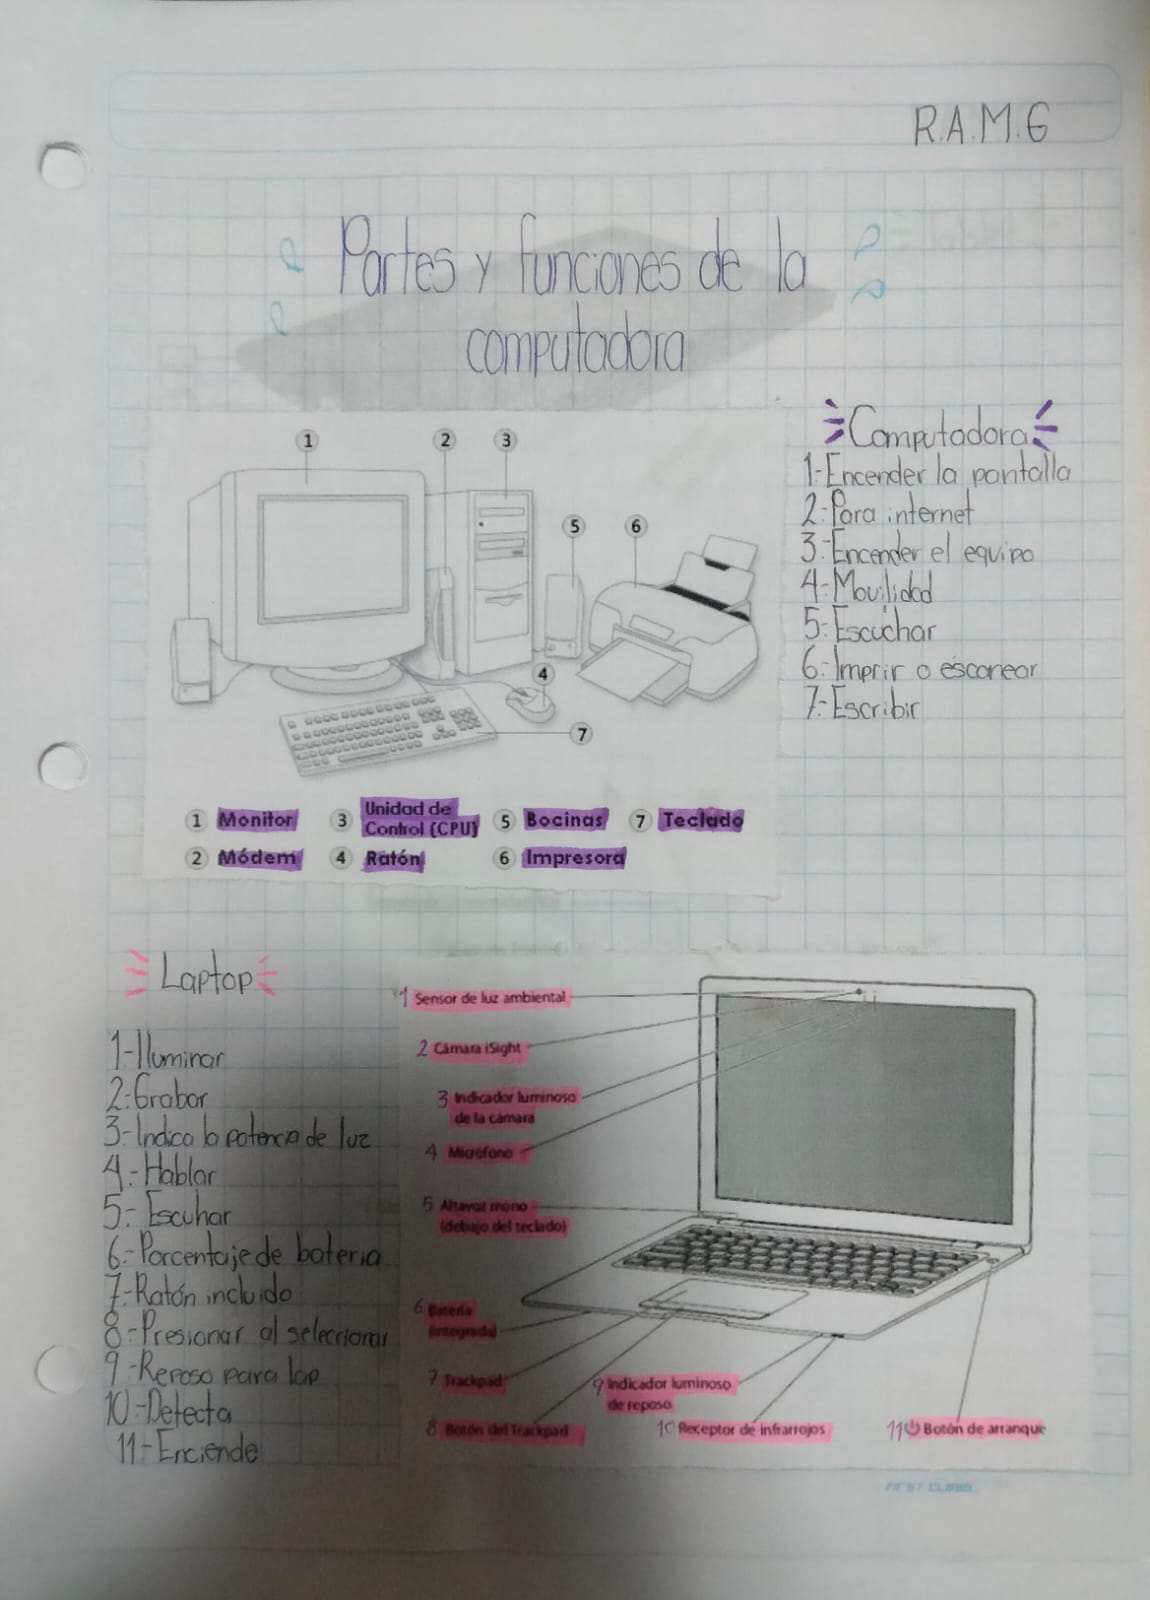 R.A.M.G
Partes y funciones de la
computadora
1
2
3
5
6
4
7
1 Monitor
3 Unidad de
Control (CPU)
5 Bocinas
7 Teclado
2 Módem
4 Ratón
6 Impresora
Computadora
1-Encender la pantalla
2-Para internet
3-Encender el equipo
4-Movilidad
5-Escuchar
6-Imprir o esconear
7-Escribir
Laptop
1-Iluminar
2-Grabar
3-Indica la potencia de luz
4-Hablar
5-Escuhar
6-Porcentaje de bateria
7-Ratón incluido
8-Presionar al seleccionar
9-Reposo para lap
10-Detecta
11-Enciende
1 Sensor de luz ambiental
2 Cámara iSight
3 Indicador luminoso
de la cámara
4 Micrófono
5 Altavoz mono
(debajo del teclado)
6 Batería
(integrada)
7 Trackpad
8 Botón del Trackpad
9 Indicador luminoso
de reposo
10 Receptor de infrarrojos
11 Botón de arranque